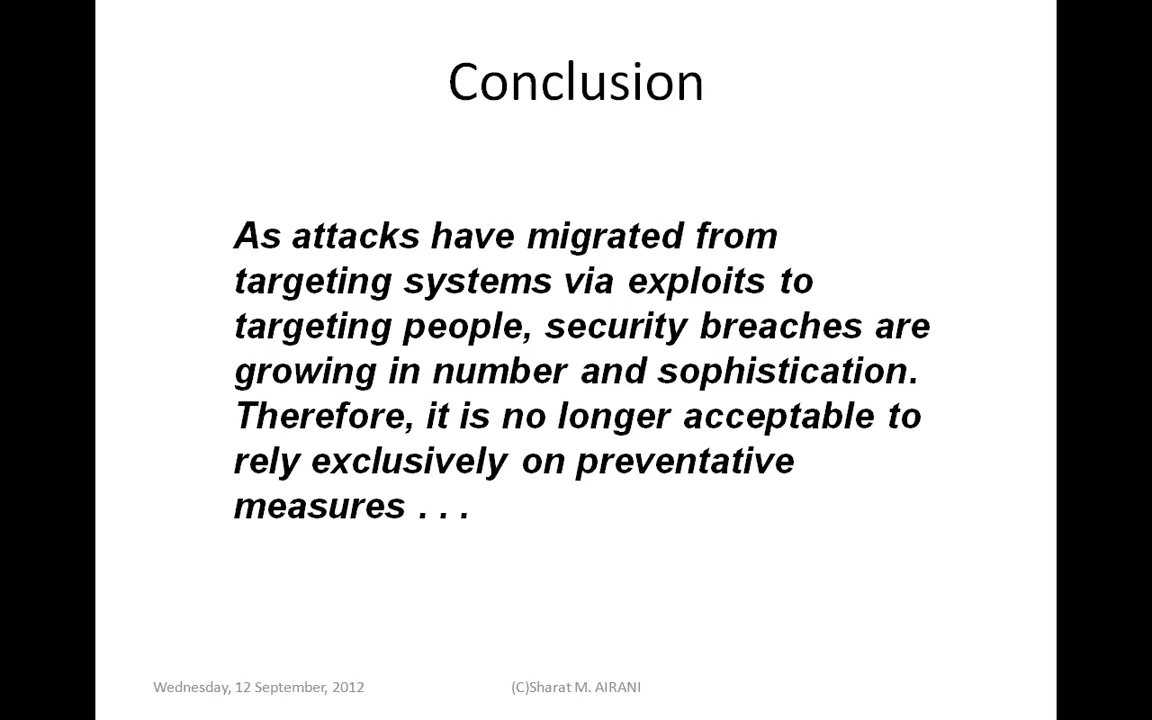 Conclusion
As attacks have migrated from
targeting systems via exploits to
targeting people, security breaches are
growing in number and sophistication.
Therefore, it is no longer acceptable to
rely exclusively on preventative
measures . . .
Wednesday, 12 September, 2012
(C)Sharat M. AIRANI